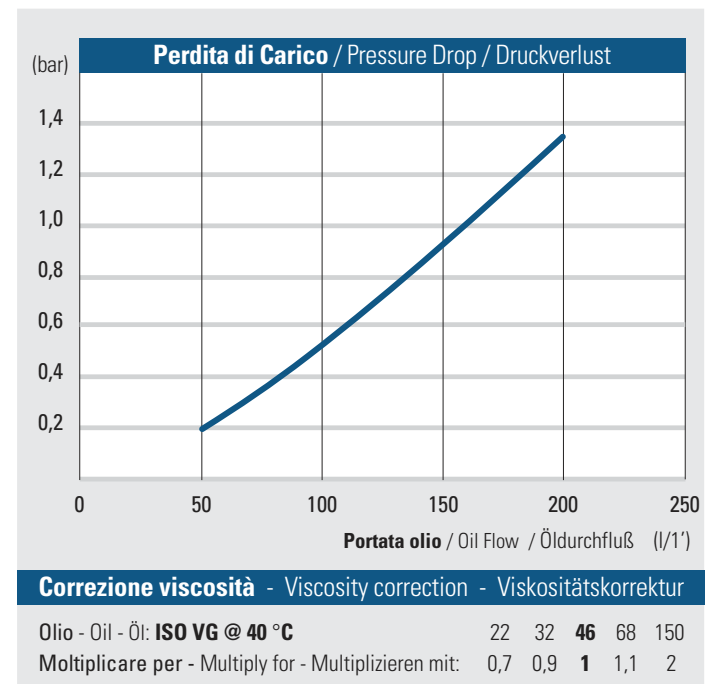 Perdita di Carico / Pressure Drop / Druckverlust
(bar)
1,4
1,2
1,0
0,8
0,6
0,4
0,2
0 50 100 150 200 250
Portata olio / Oil Flow / Öldurchfluß (l/1')
Correzione viscosità - Viscosity correction - Viskositätskorrektur
Olio - Oil - Öl: ISO VG @ 40 °C 22 32 46 68 150
Moltiplicare per - Multiply for - Multiplizieren mit: 0,7 0,9 1 1,1 2